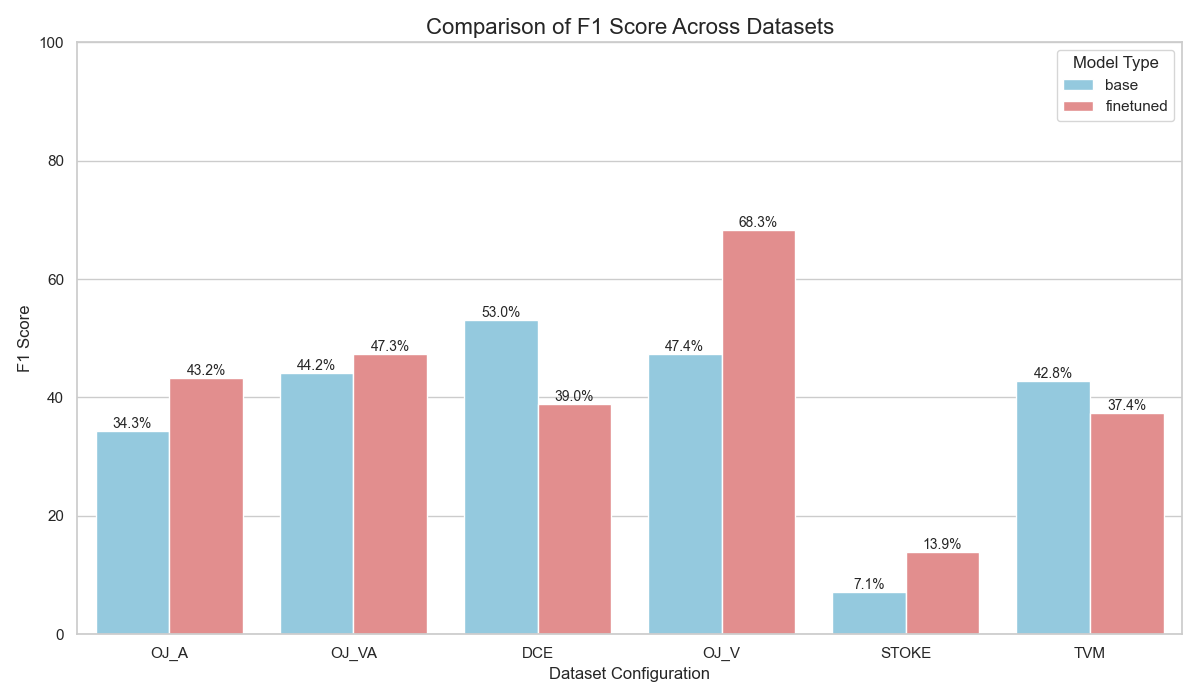 Comparison of F1 Score Across Datasets
Model Type
base
finetuned
F1 Score
100
80
60
40
20
0
34.3%
43.2%
44.2%
47.3%
53.0%
39.0%
47.4%
68.3%
7.1%
13.9%
42.8%
37.4%
OJ_A
OJ_VA
DCE
OJ_V
STOKE
TVM
Dataset Configuration